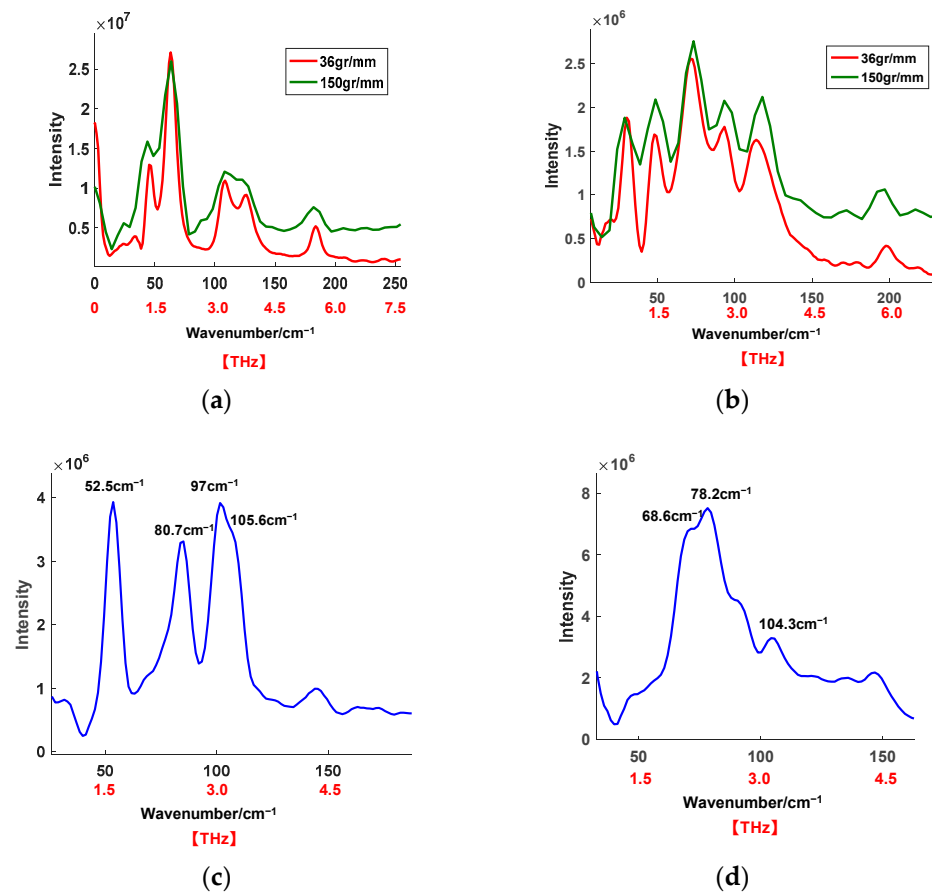 ×10⁷
36gr/mm
150gr/mm
2.5
2
1.5
1
0.5
Intensity
0 50 100 150 200 250
0 1.5 3.0 4.5 6.0 7.5
Wavenumber/cm⁻¹
【THz】
(a)
×10⁶
36gr/mm
150gr/mm
2.5
2
1.5
1
0.5
0
Intensity
50 100 150 200
1.5 3.0 4.5 6.0
Wavenumber/cm⁻¹
【THz】
(b)
×10⁶
52.5cm⁻¹
97cm⁻¹
105.6cm⁻¹
80.7cm⁻¹
4
3
2
1
0
Intensity
50 100 150
1.5 3.0 4.5
Wavenumber/cm⁻¹
【THz】
(c)
×10⁶
78.2cm⁻¹
68.6cm⁻¹
104.3cm⁻¹
8
6
4
2
0
Intensity
50 100 150
1.5 3.0 4.5
Wavenumber/cm⁻¹
【THz】
(d)